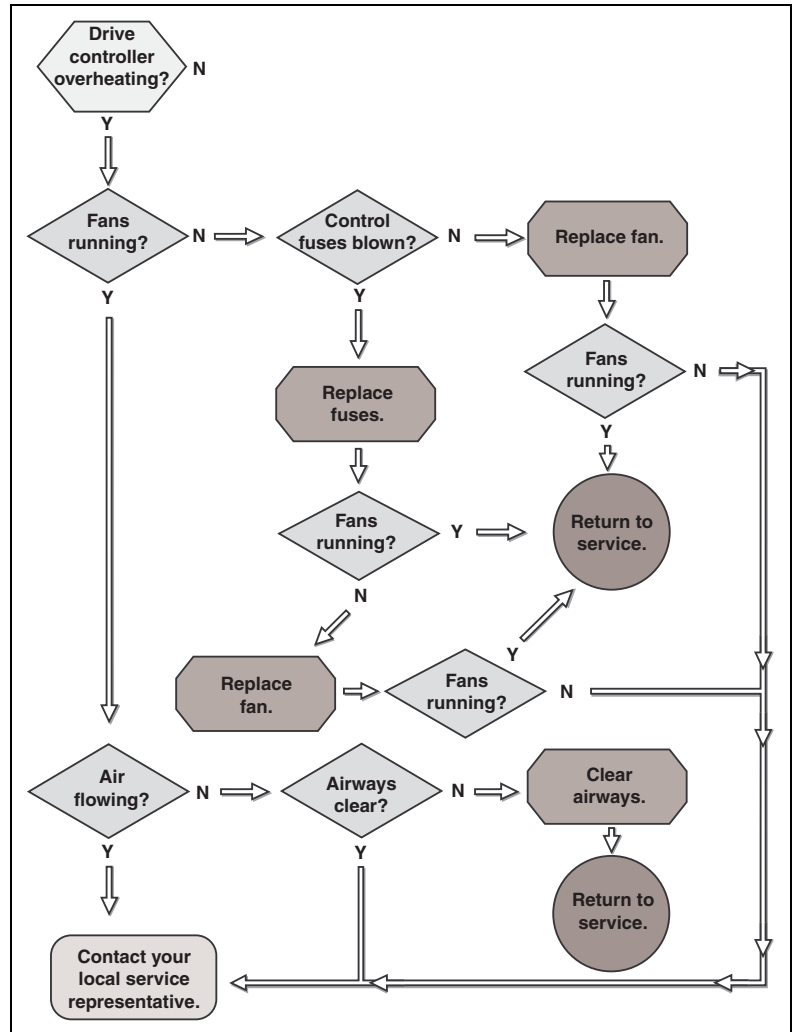 Drive
controller
overheating?
N
Y
Fans
running?
N
Control
fuses blown?
N
Replace fan.
Y
Y
Fans
running?
N
Replace
fuses.
Y
Fans
running?
Y
Return to
service.
N
Y
Replace
fan.
Fans
running?
N
Air
flowing?
N
Airways
clear?
N
Clear
airways.
Y
Y
Return to
service.
Contact your
local service
representative.